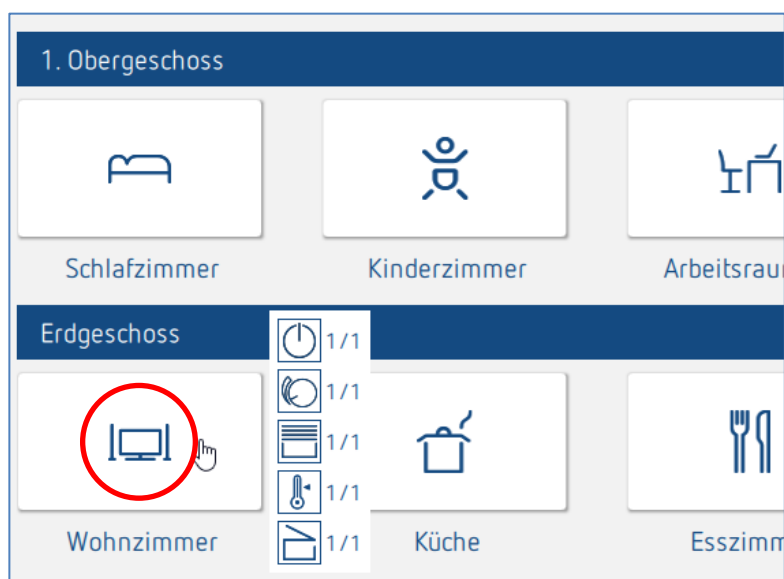 1. Obergeschoss
Schlafzimmer
Kinderzimmer
Erdgeschoss
1/1
1/1
1/1
1/1
1/1
Wohnzimmer
Küche